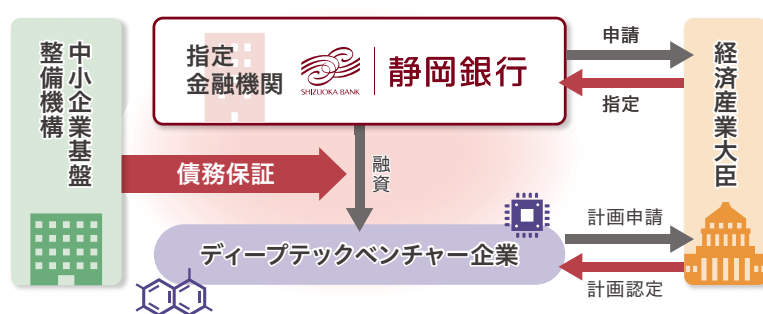 中小企業基盤
整備機構
指定
金融機関
SHIZUOKA BANK
静岡銀行
申請
指定
経済産業大臣
債務保証
融資
ディープテックベンチャー企業
計画申請
計画認定